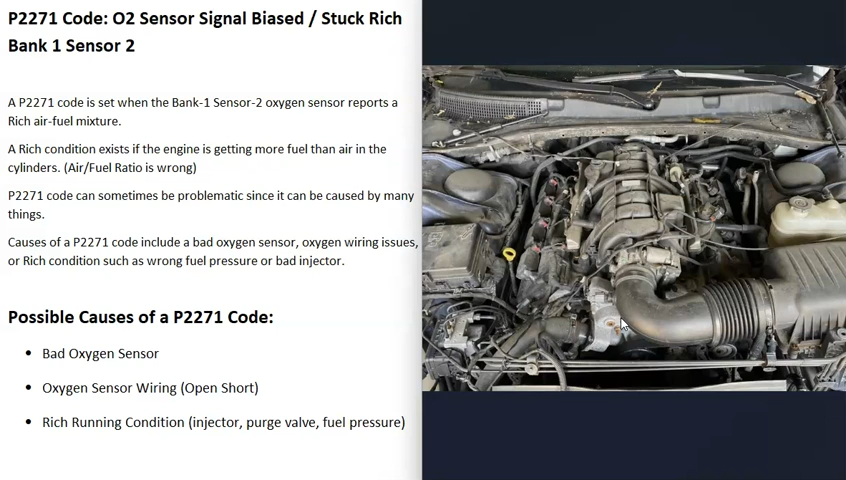 P2271 Code: O2 Sensor Signal Biased / Stuck Rich
Bank 1 Sensor 2
A P2271 code is set when the Bank-1 Sensor-2 oxygen sensor reports a
Rich air-fuel mixture.
A Rich condition exists if the engine is getting more fuel than air in the
cylinders. (Air/Fuel Ratio is wrong)
P2271 code can sometimes be problematic since it can be caused by many
things.
Causes of a P2271 code include a bad oxygen sensor, oxygen wiring issues,
or Rich condition such as wrong fuel pressure or bad injector.
Possible Causes of a P2271 Code:
• Bad Oxygen Sensor
• Oxygen Sensor Wiring (Open Short)
• Rich Running Condition (injector, purge valve, fuel pressure)